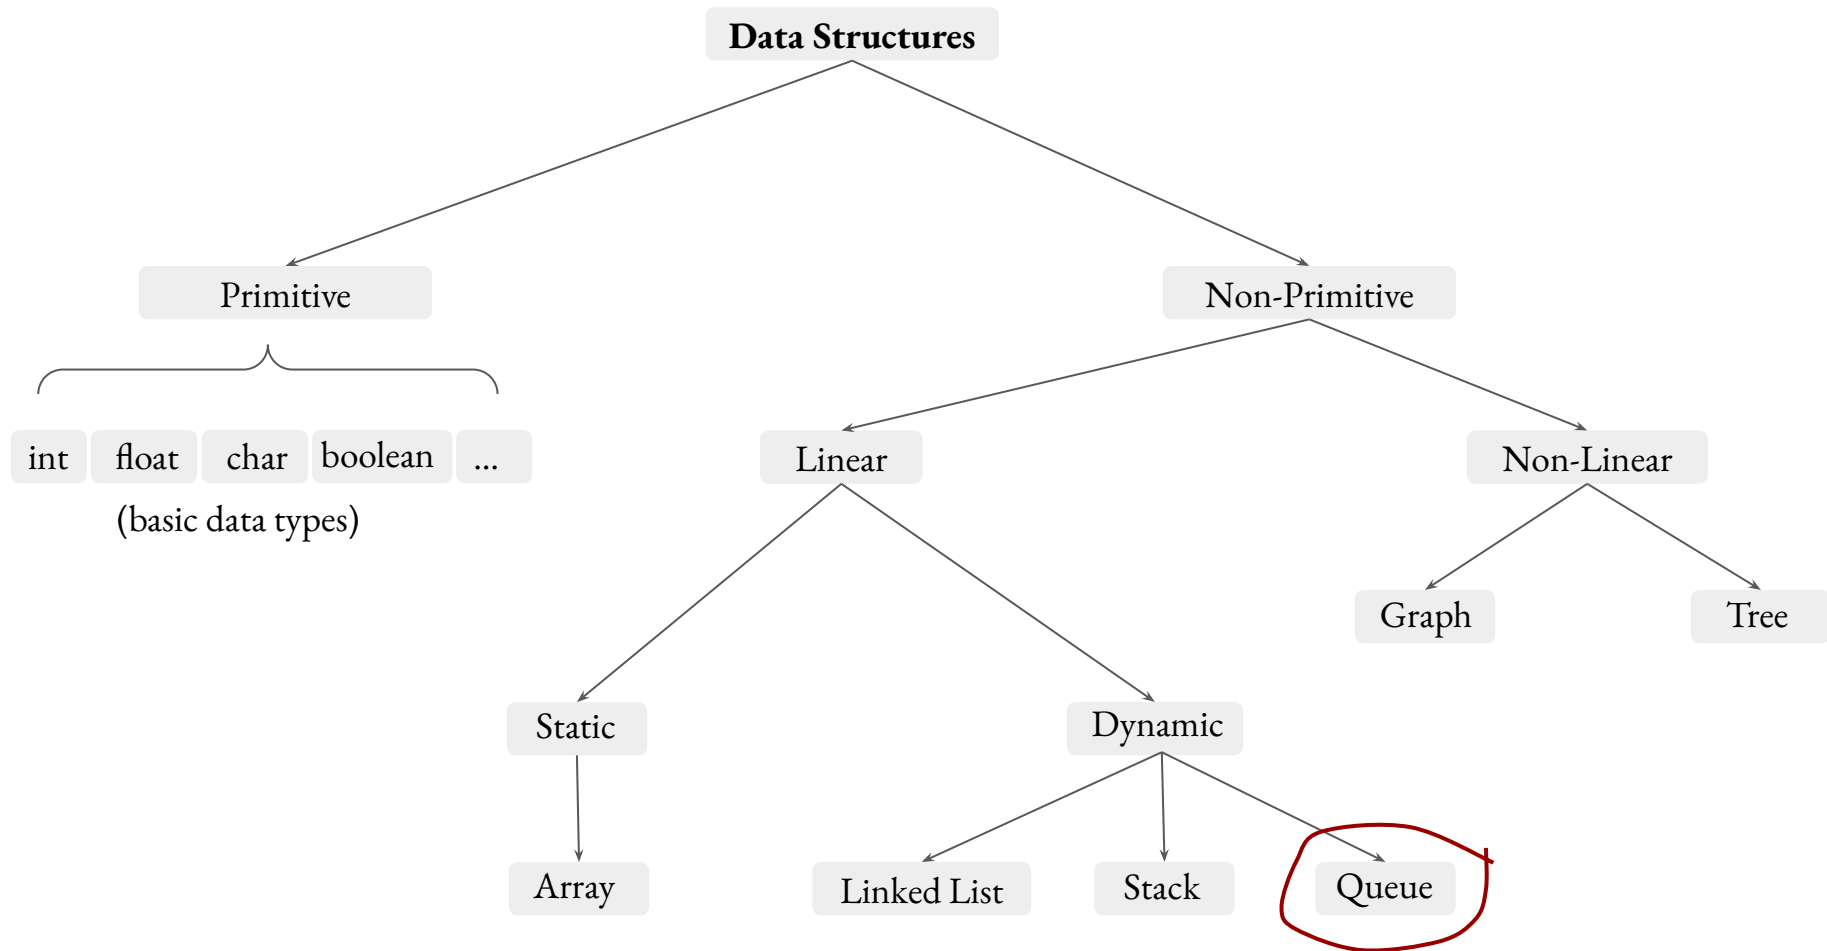 Data Structures
Primitive
Non-Primitive
int
float
char
boolean
...
(basic data types)
Linear
Non-Linear
Graph
Tree
Static
Dynamic
Array
Linked List
Stack
Queue